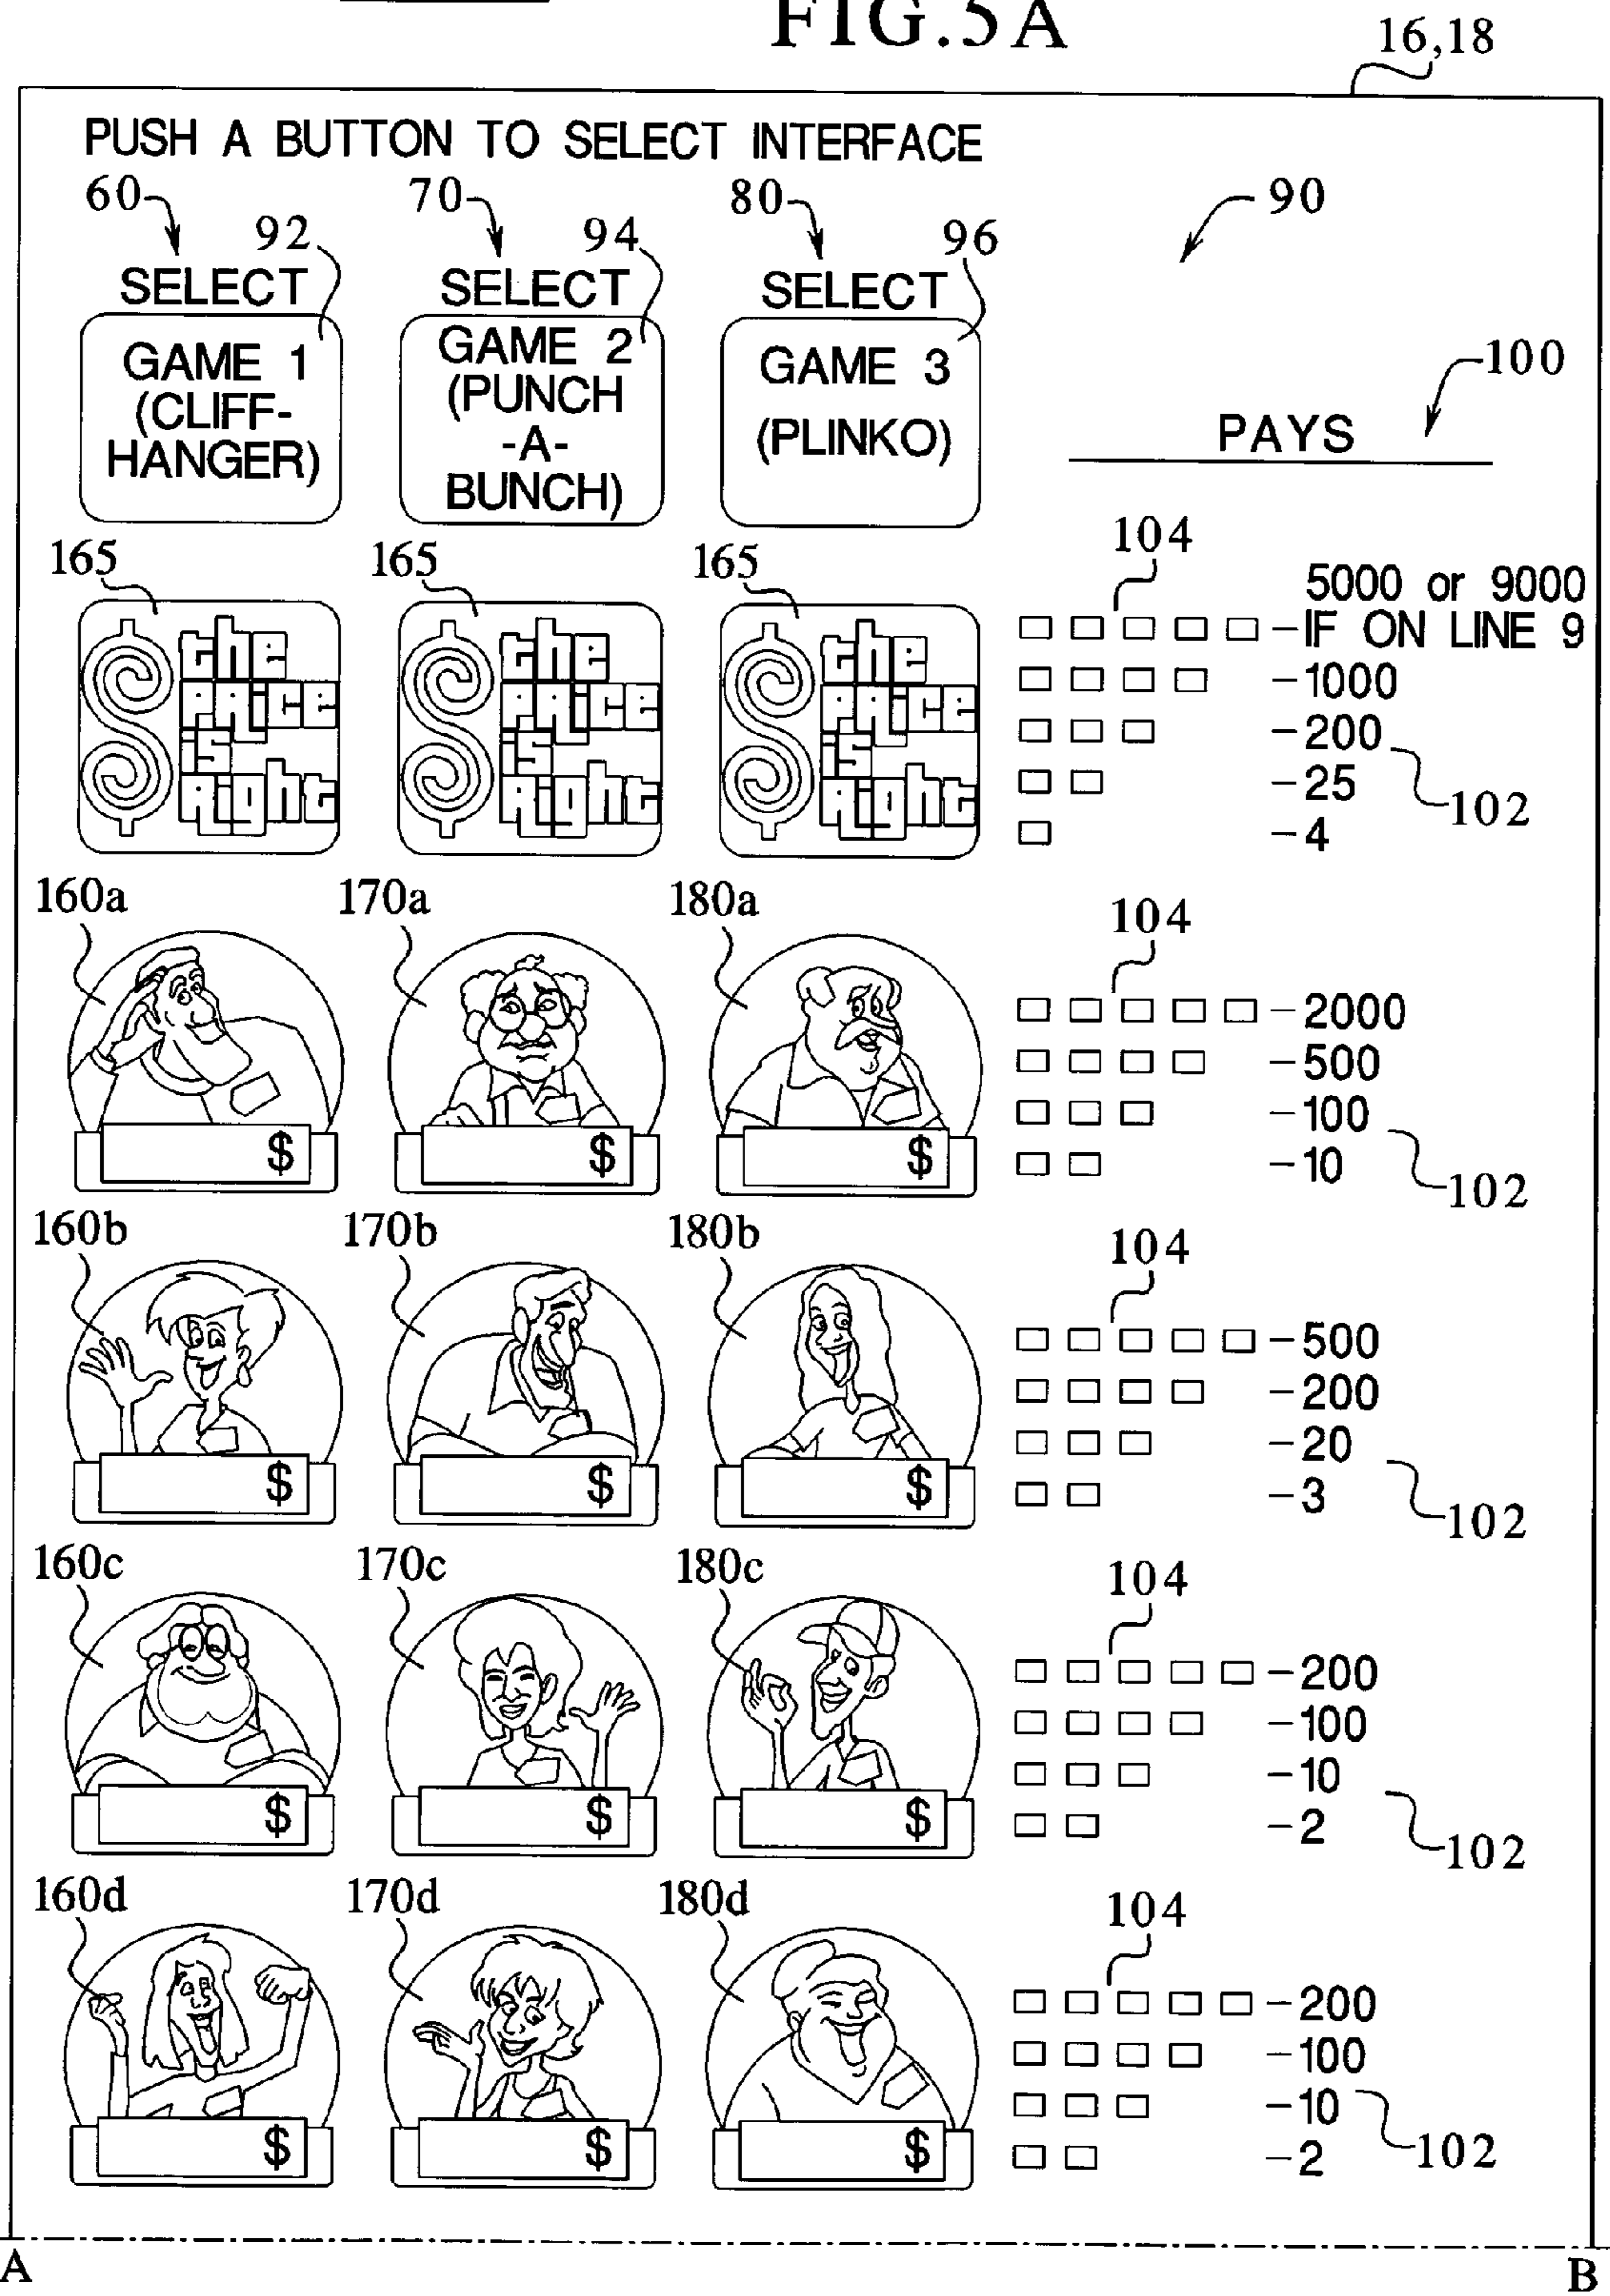 FIG.5A
16,18
PUSH A BUTTON TO SELECT INTERFACE
60 70 80 90
92 94 96
SELECT SELECT SELECT
GAME 1
(CLIFF-
HANGER)
GAME 2
(PUNCH
-A-
BUNCH)
GAME 3
(PLINKO)
100
PAYS
165 165 165 104
the
PRice
is
Right
the
PRice
is
Right
the
PRice
is
Right
5000 or 9000
-IF ON LINE 9
-1000
-200
-25
-4
102
160a 170a 180a 104
$ $ $
-2000
-500
-100
-10
102
160b 170b 180b 104
$ $ $
-500
-200
-20
-3
102
160c 170c 180c 104
$ $ $
-200
-100
-10
-2
102
160d 170d 180d 104
$ $ $
-200
-100
-10
-2
102
A B